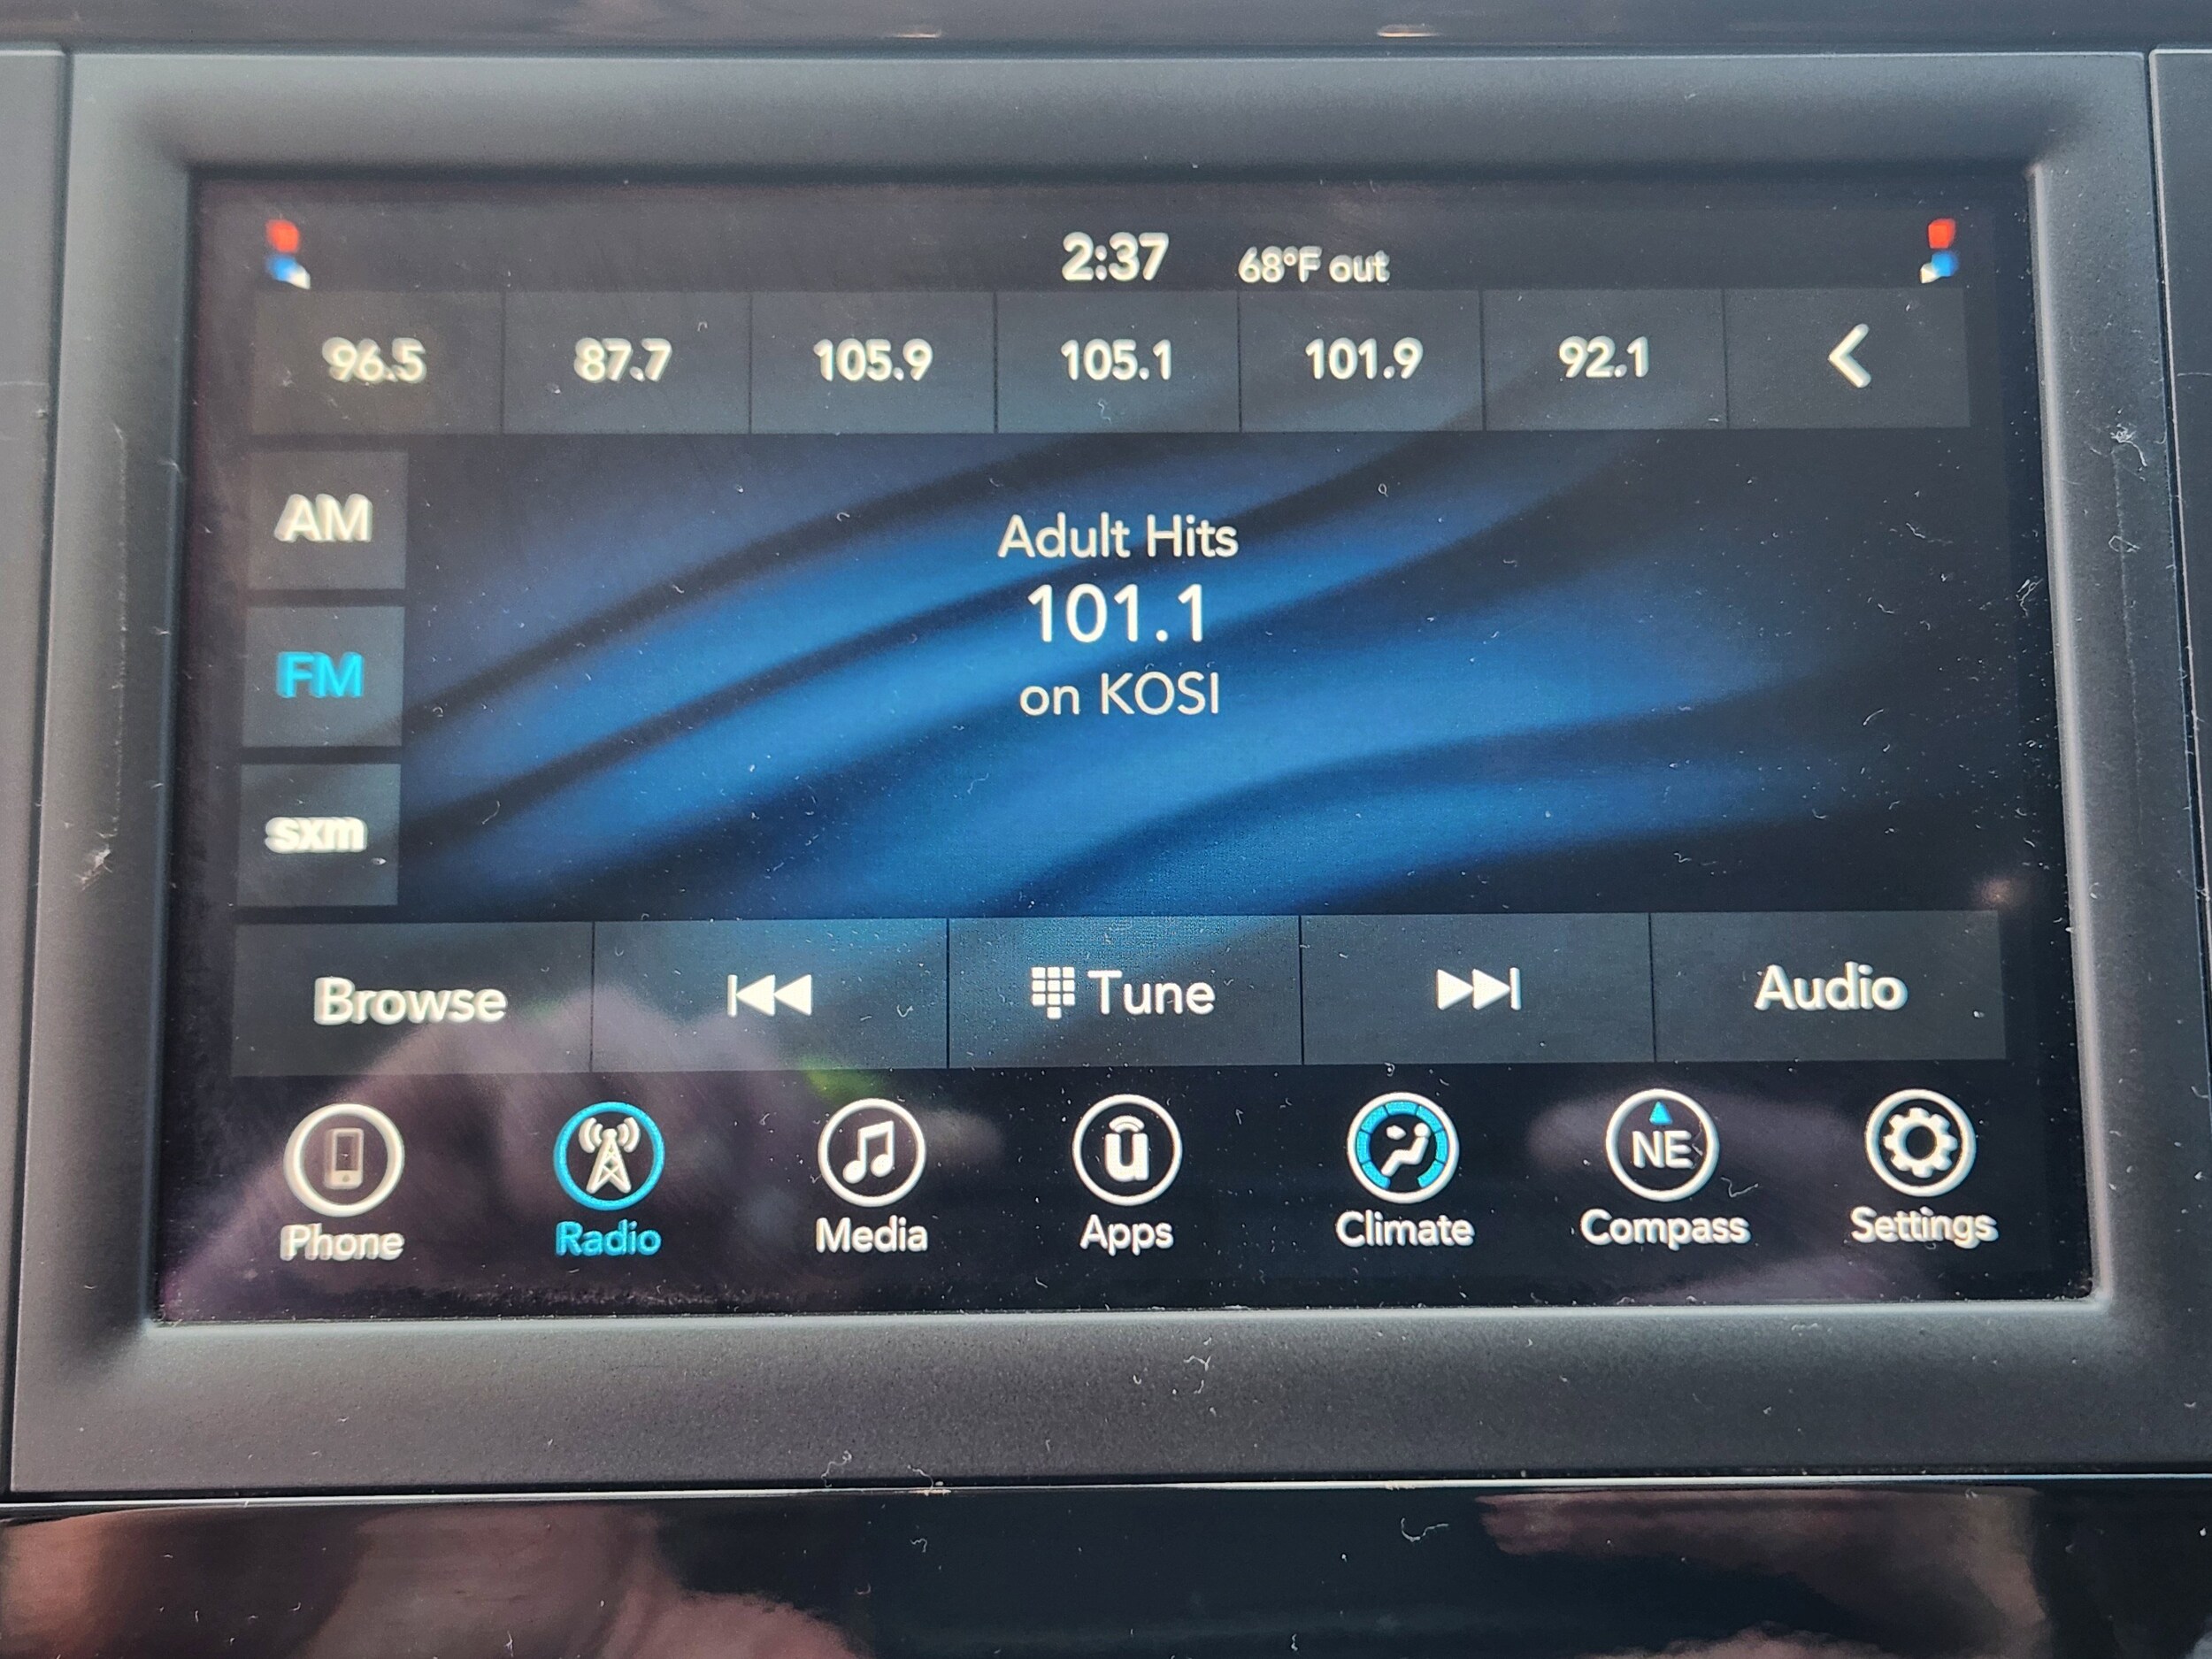 2:37 68°F out
96.5 87.7 105.9 105.1 101.9 92.1
AM
Adult Hits
101.1
FM
on KOSI
sxm
Browse Tune Audio
NE
Phone Radio Media Apps Climate Compass Settings